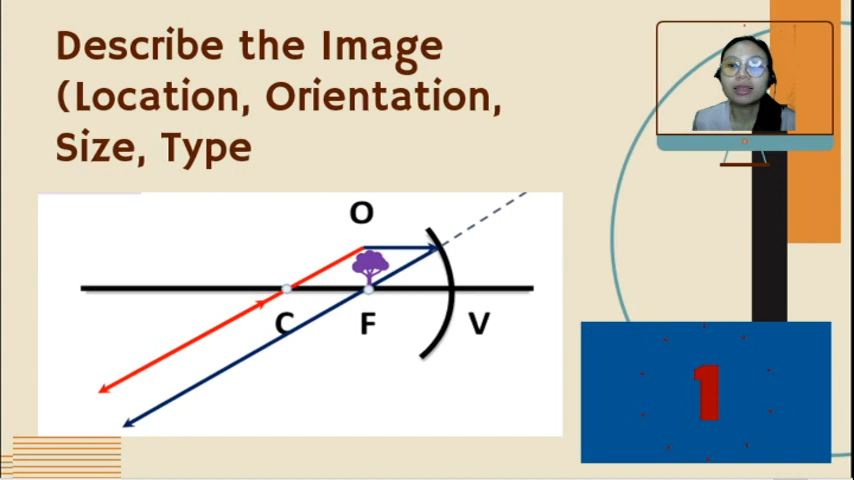 Describe the Image
(Location, Orientation,
Size, Type
O
C F V
1